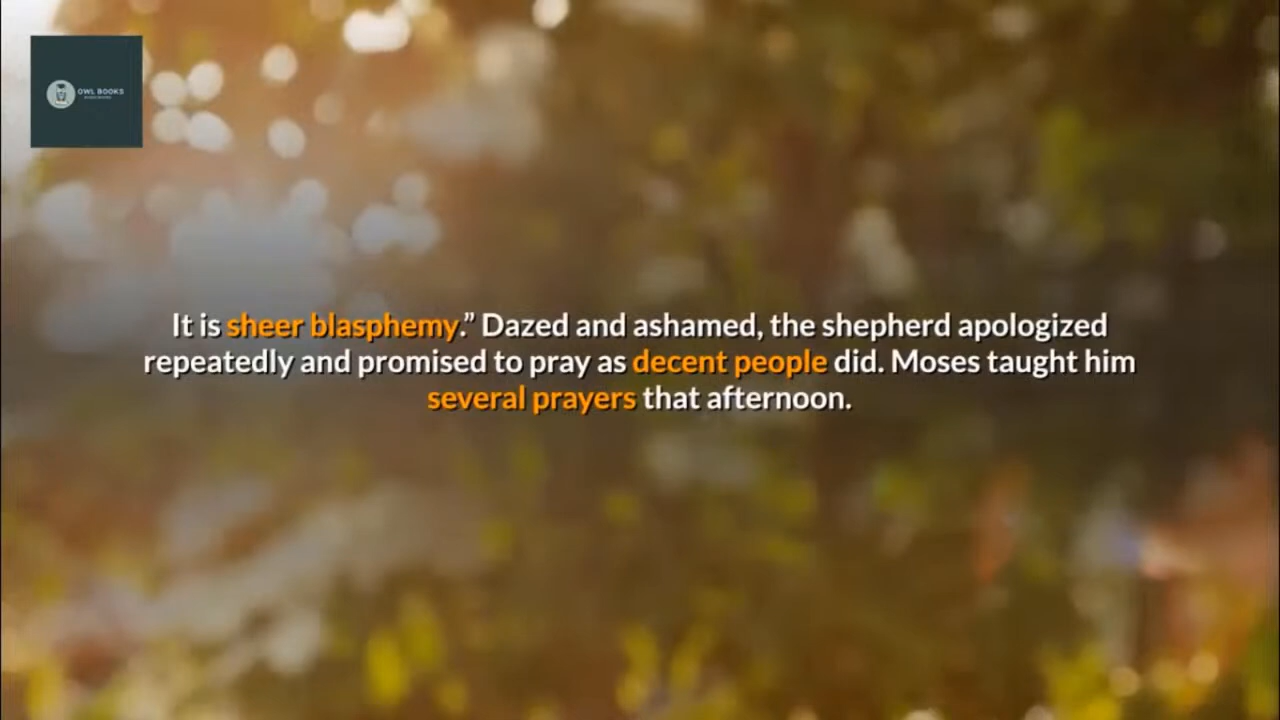 OWL BOOKS
It is sheer blasphemy.” Dazed and ashamed, the shepherd apologized
repeatedly and promised to pray as decent people did. Moses taught him
several prayers that afternoon.